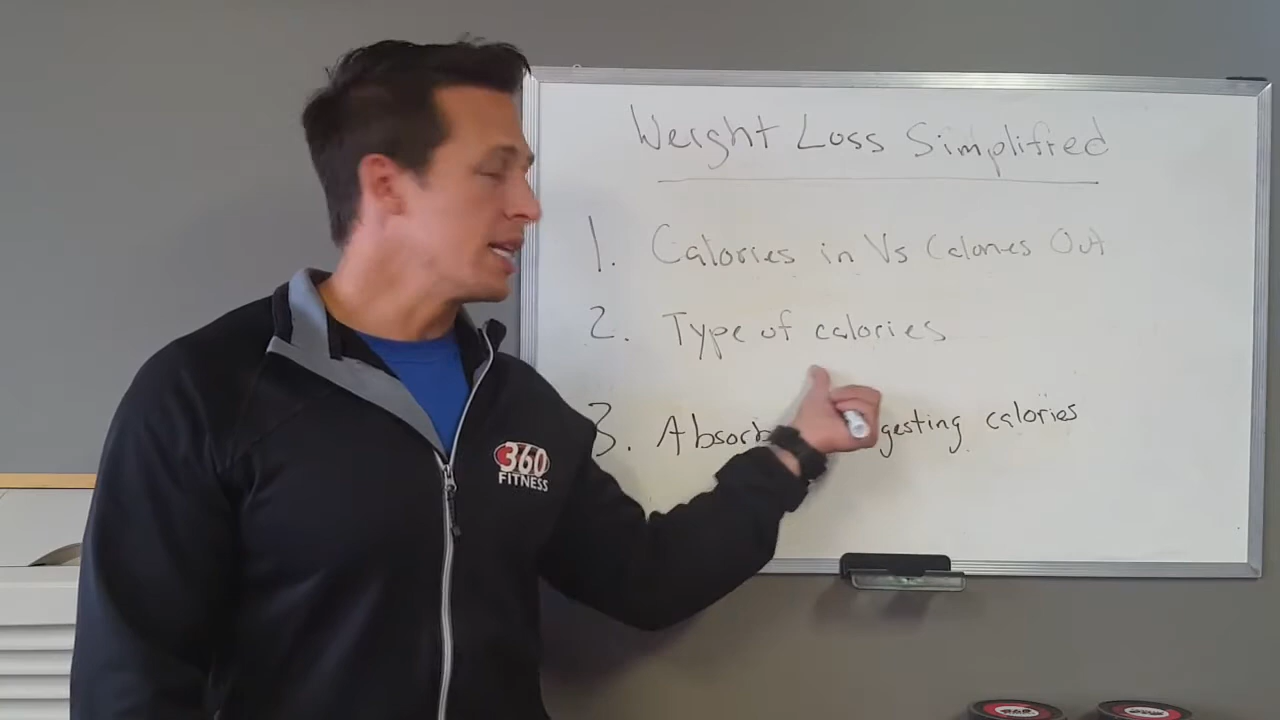 Weight Loss Simplified
1. Calories in Vs Calories Out
2. Type of calories
3. Absorb gesting calories
360
FITNESS